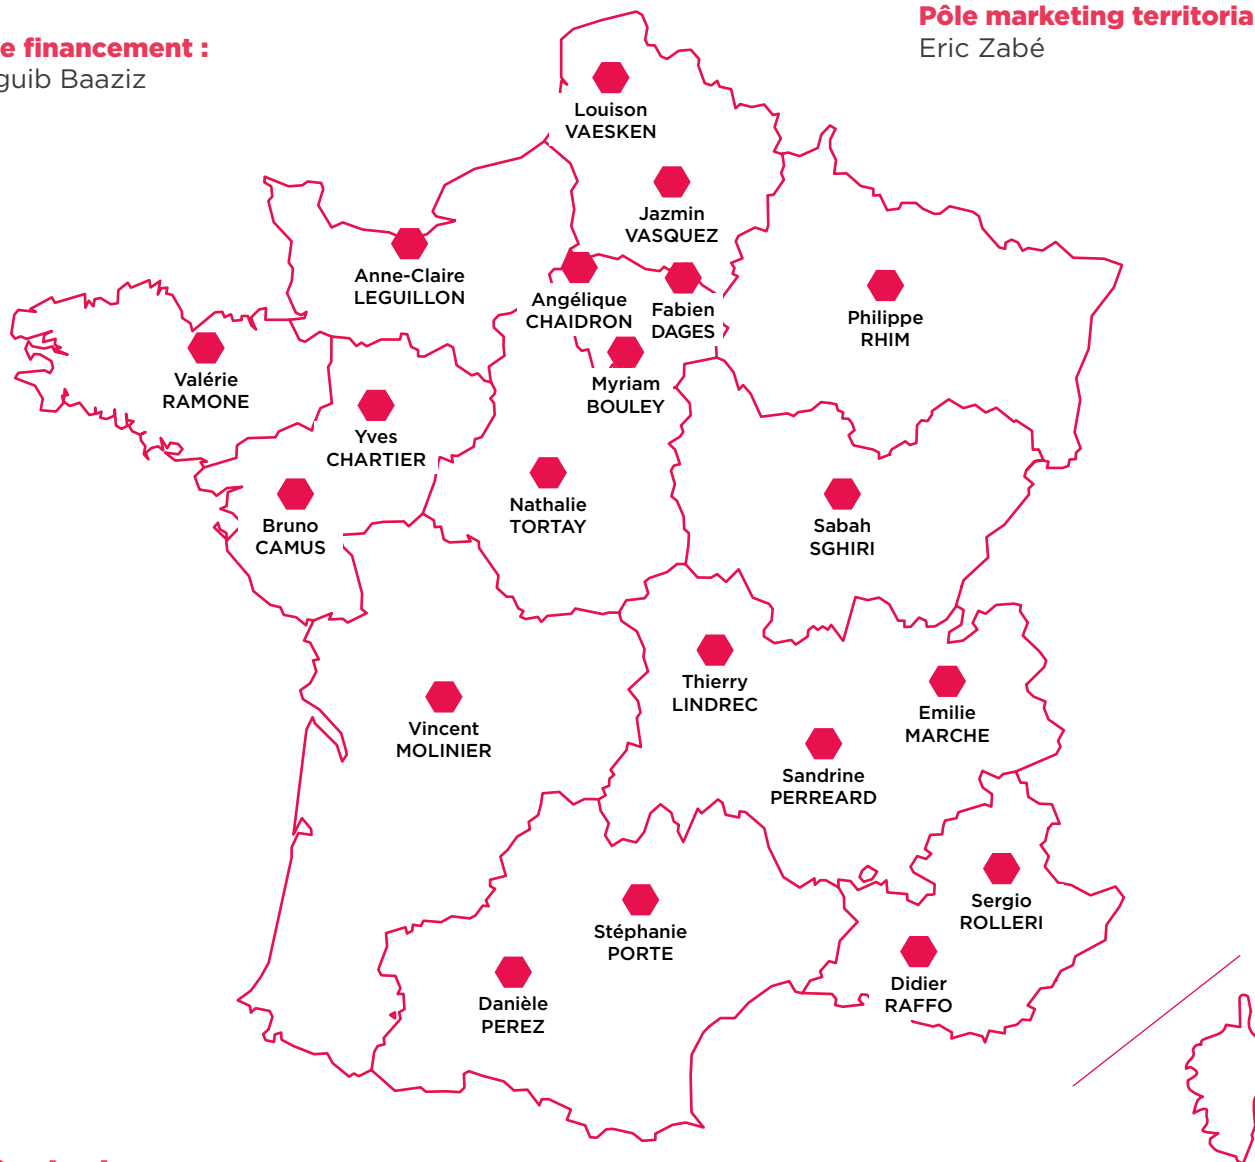 Pôle marketing territoria
Eric Zabé
e financement :
guib Baaziz
Louison
VAESKEN
Jazmin
VASQUEZ
Anne-Claire
LEGUILLON
Angélique
CHAIDRON
Fabien
DAGES
Philippe
RHIM
Valérie
RAMONE
Myriam
BOULEY
Yves
CHARTIER
Nathalie
TORTAY
Bruno
CAMUS
Sabah
SGHIRI
Thierry
LINDREC
Emilie
MARCHE
Vincent
MOLINIER
Sandrine
PERREARD
Sergio
ROLLERI
Stéphanie
PORTE
Didier
RAFFO
Danièle
PEREZ